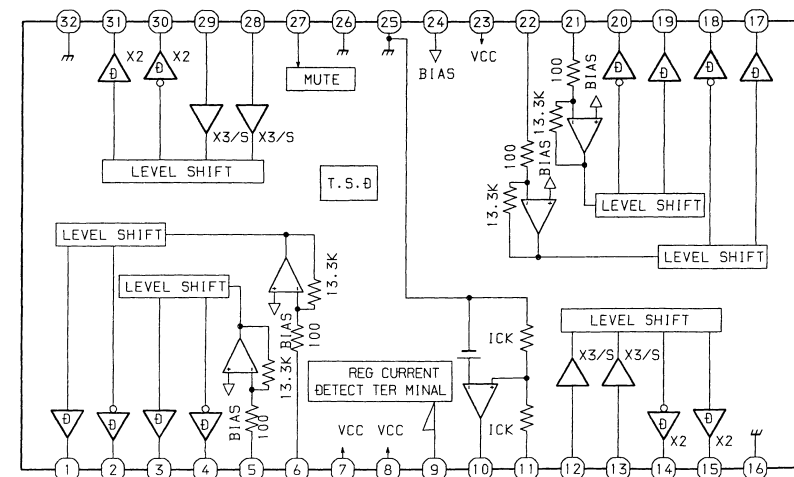 32 31 30 29 28 27 26 25 24 23 22 21 20 19 18 17
X2 X2
MUTE
BIAS
VCC
100
BIAS
Đ Đ Đ Đ Đ Đ
X3/S X3/S
13.3K
LEVEL SHIFT
100
BIAS
T.S.Đ
13.3K
LEVEL SHIFT
LEVEL SHIFT
LEVEL SHIFT
13.3K
LEVEL SHIFT
BIAS
100
13.3K
ICK
LEVEL SHIFT
X3/S X3/S
REG CURRENT
ĐETECT TER MINAL
Đ Đ Đ Đ
BIAS
100
VCC VCC
ICK
Đ Đ
X2 X2
1 2 3 4 5 6 7 8 9 10 11 12 13 14 15 16